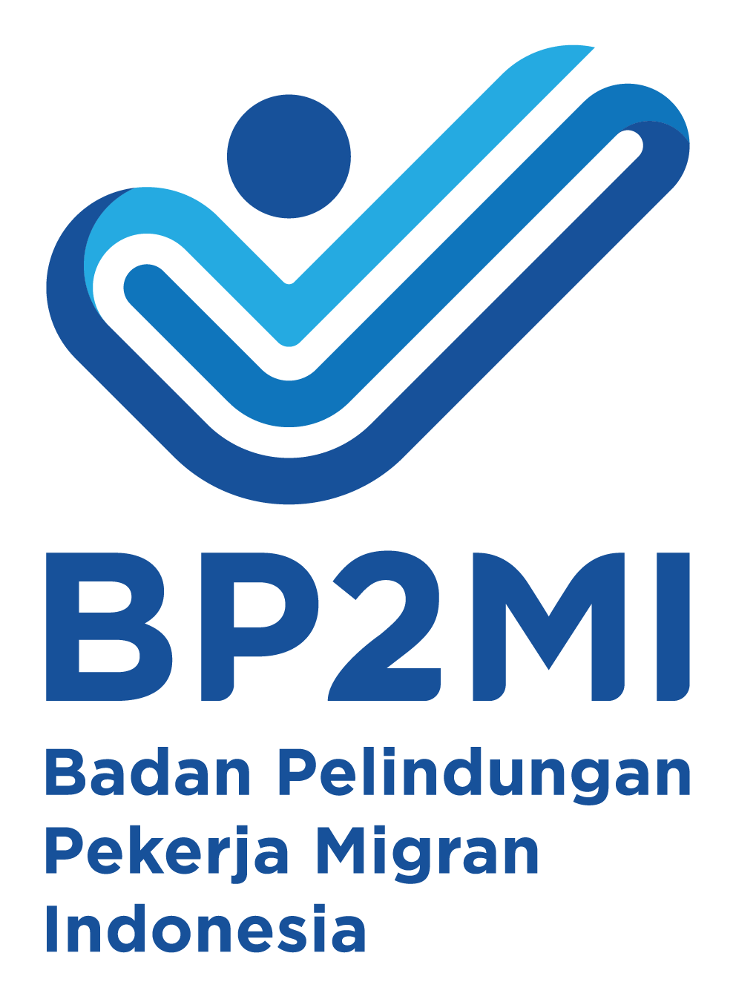 BP2MI
Badan Pelindungan
Pekerja Migran
Indonesia